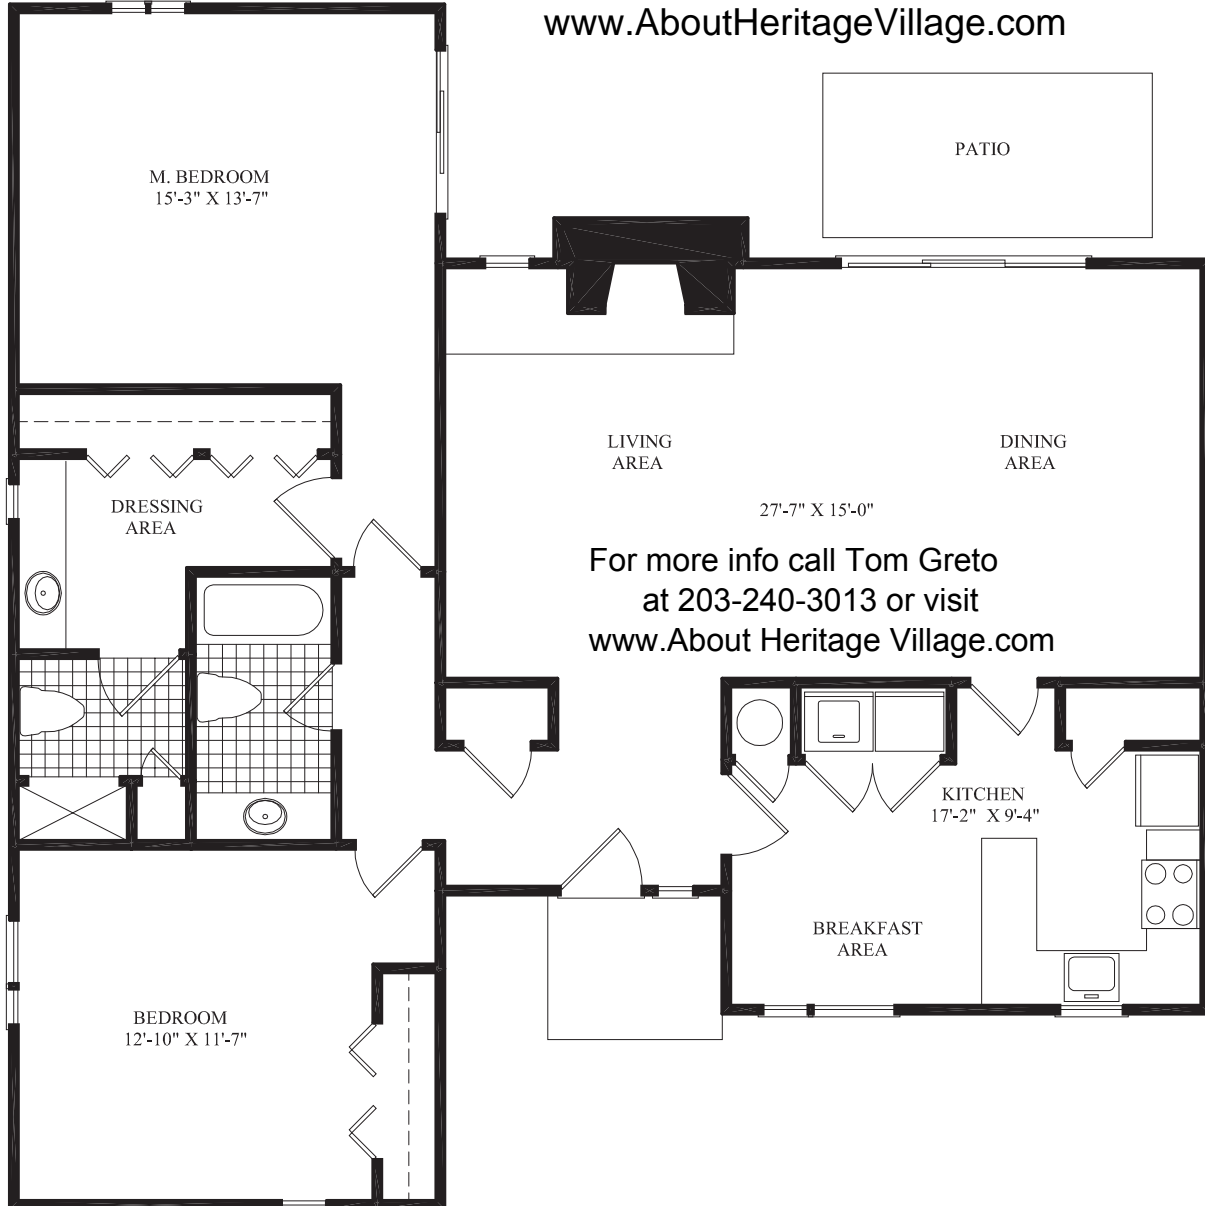 www.AboutHeritageVillage.com
PATIO
M. BEDROOM
15'-3" X 13'-7"
LIVING
AREA
DINING
AREA
27'-7" X 15'-0"
DRESSING
AREA
For more info call Tom Greto
at 203-240-3013 or visit
www.About Heritage Village.com
KITCHEN
17'-2" X 9'-4"
BREAKFAST
AREA
BEDROOM
12'-10" X 11'-7"